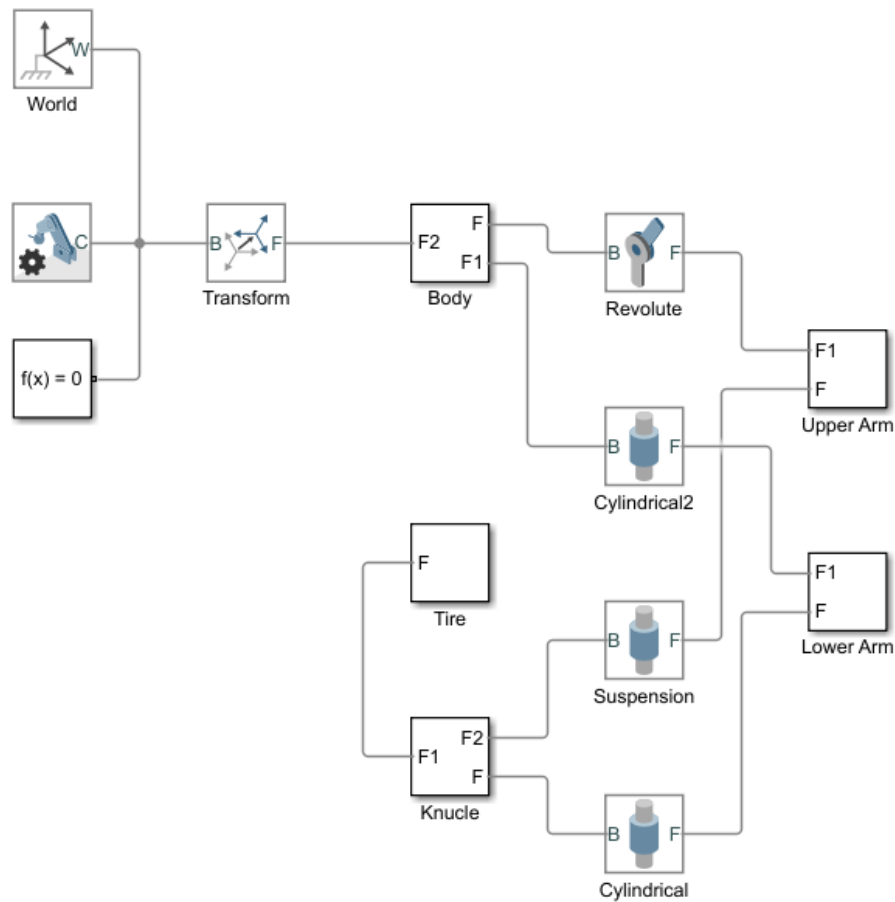 W
World
C
f(x) = 0
B F
Transform
F2
F
F1
Body
B F
Revolute
F1
F
Upper Arm
B F
Cylindrical2
F
Tire
F1
F
Lower Arm
B F
Suspension
F2
F1
F
Knucle
B F
Cylindrical